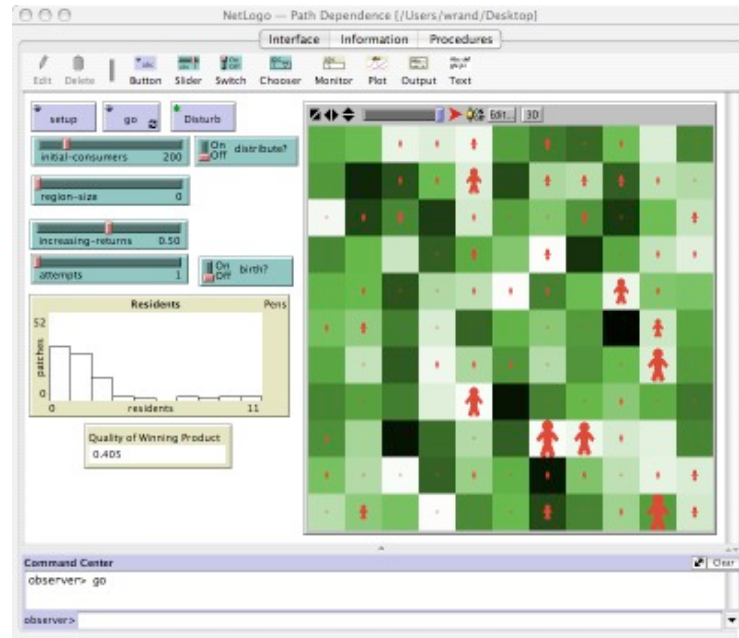 NetLogo — Path Dependence {/Users/wrand/Desktop}
Interface Information Procedures
Edit Delete Button Slider Switch Chooser Monitor Plot Output Text
setup go Disturb
Edit... 3D
initial-consumers 200
On
Off distribute?
region-size 0
increasing-returns 0.50
attempts 1
On
Off birth?
Residents Pens
52
patches
0
0 residents 11
Quality of Winning Product
0.405
Command Center Clear
observer> go
observer>